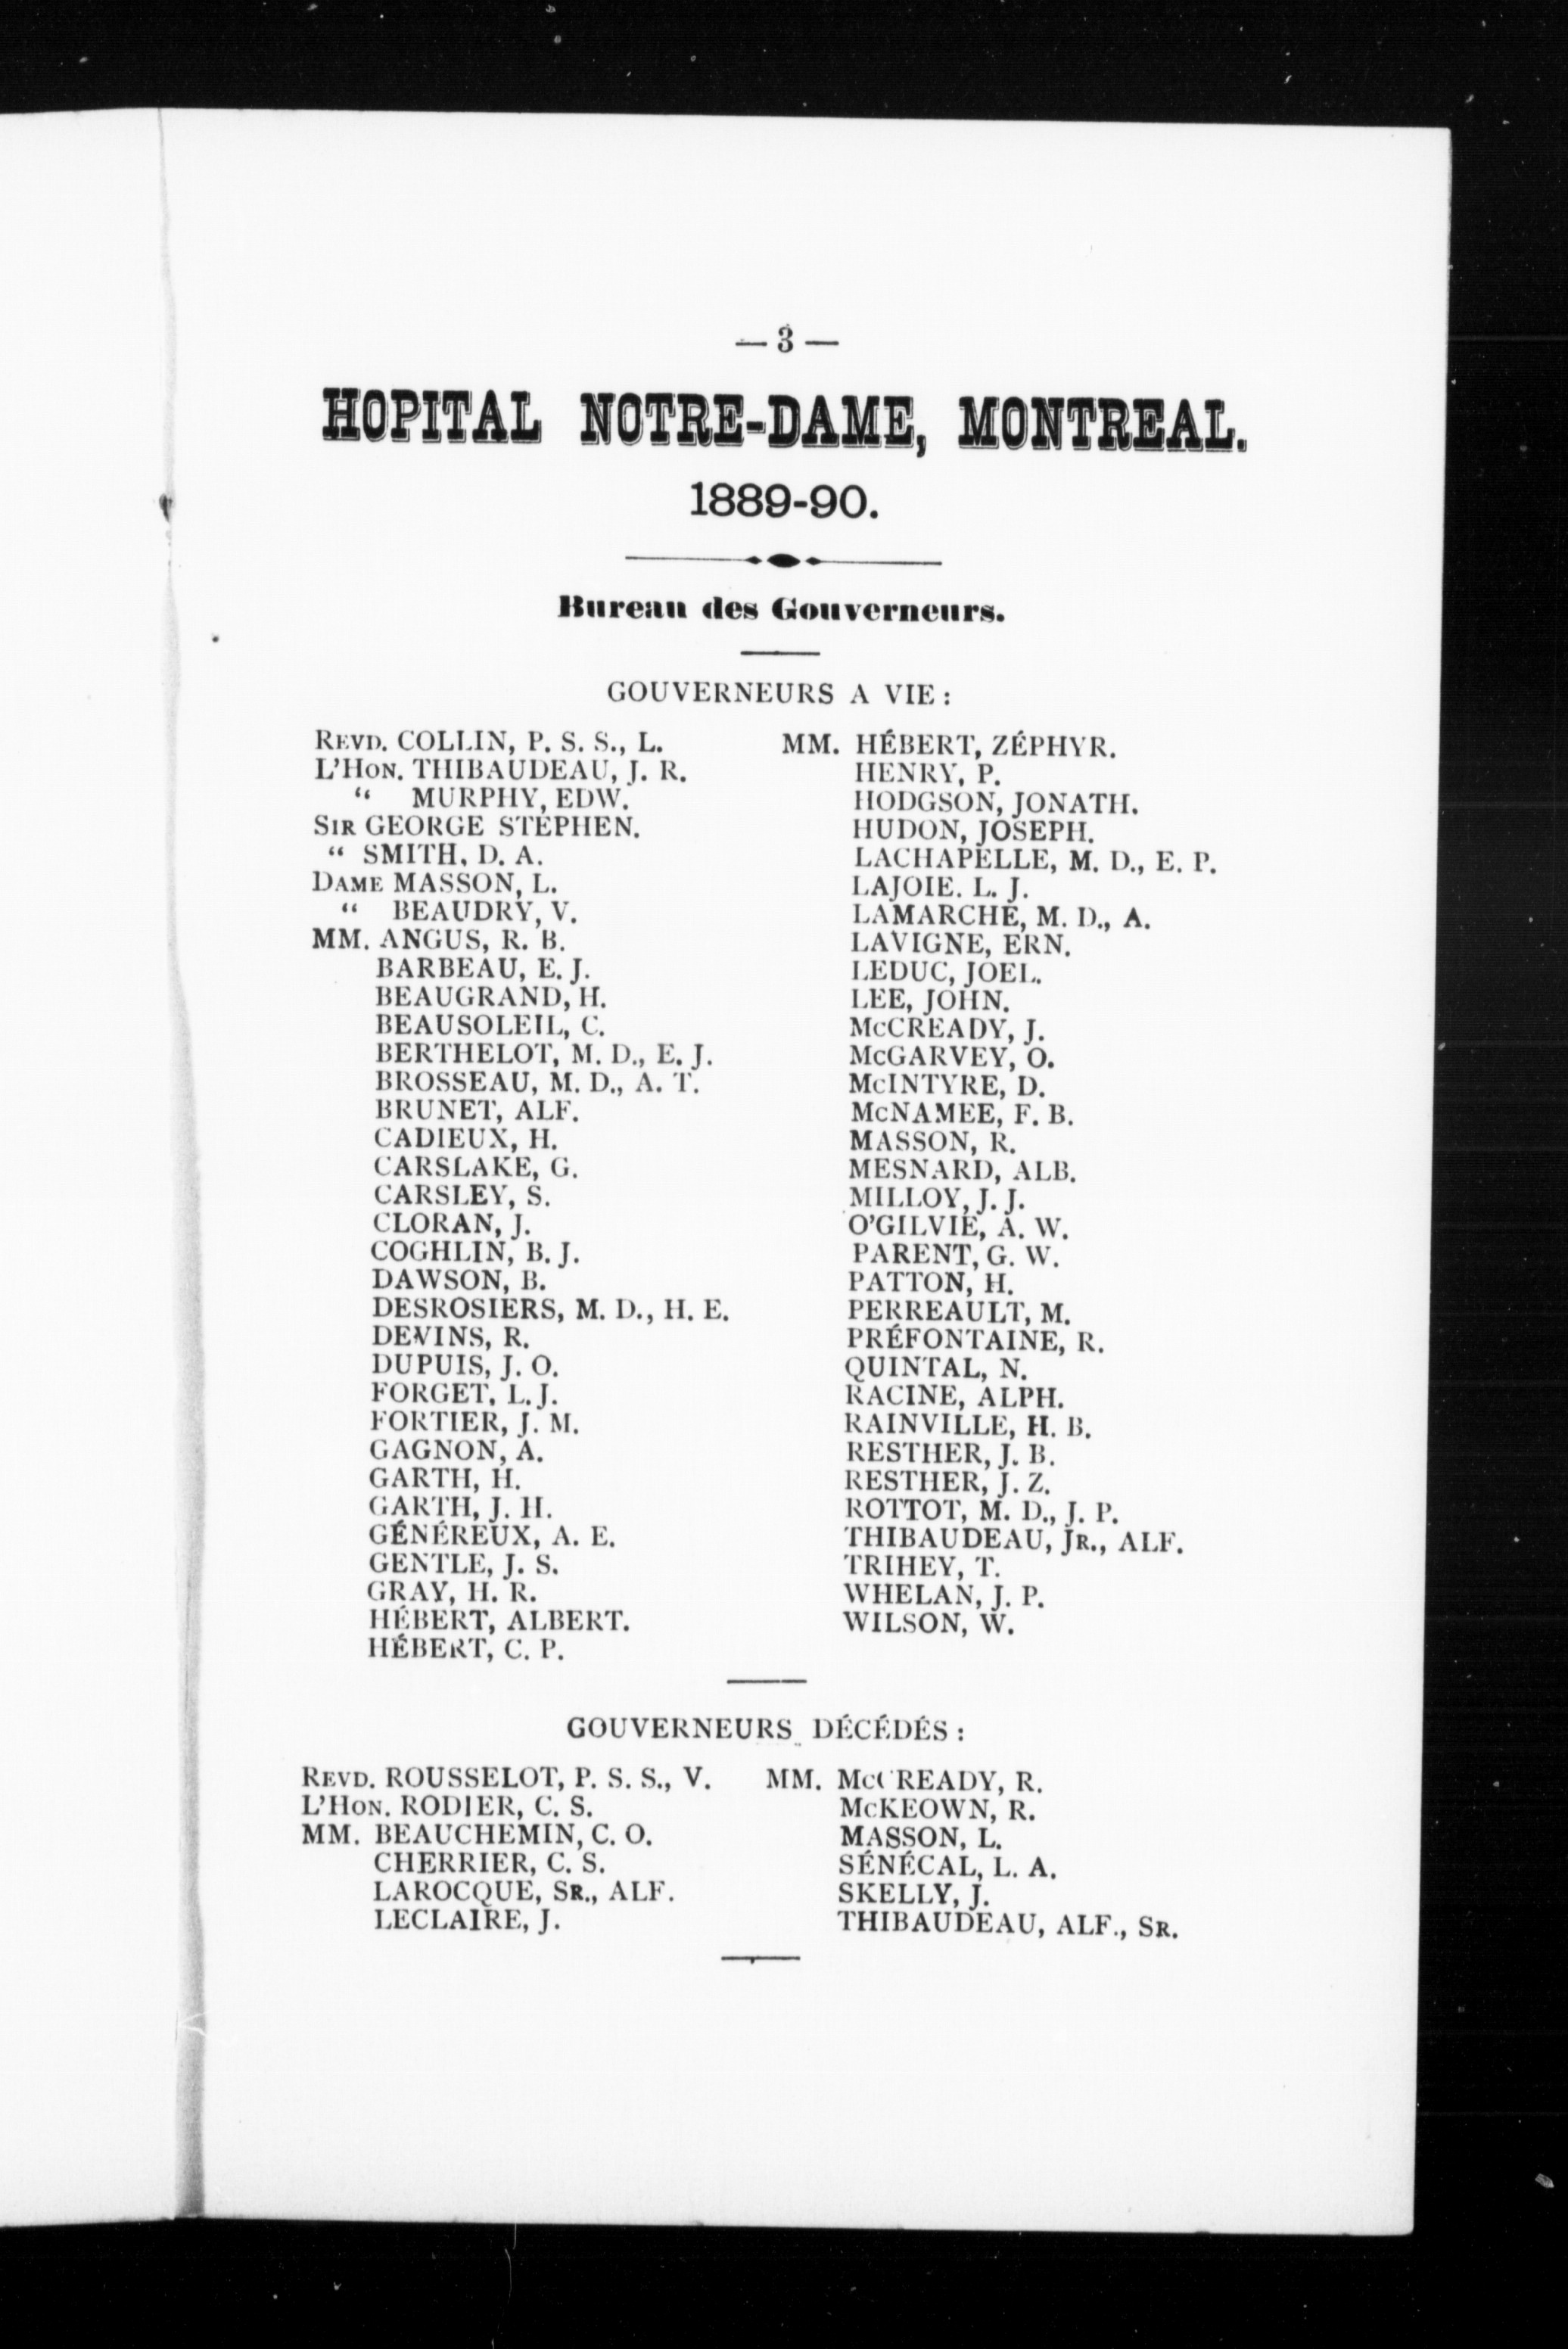 — 3 —
HOPITAL NOTRE-DAME, MONTREAL.
1889-90.
Bureau des Gouverneurs.
GOUVERNEURS A VIE :
REVD. COLLIN, P. S. S., L.
L'HON. THIBAUDEAU, J. R.
“ MURPHY, EDW.
SIR GEORGE STEPHEN.
“ SMITH, D. A.
DAME MASSON, L.
“ BEAUDRY, V.
MM. ANGUS, R. B.
BARBEAU, E. J.
BEAUGRAND, H.
BEAUSOLEIL, C.
BERTHELOT, M. D., E. J.
BROSSEAU, M. D., A. T.
BRUNET, ALF.
CADIEUX, H.
CARSLAKE, G.
CARSLEY, S.
CLORAN, J.
COGHLIN, B. J.
DAWSON, B.
DESROSIERS, M. D., H. E.
DEVINS, R.
DUPUIS, J. O.
FORGET, L. J.
FORTIER, J. M.
GAGNON, A.
GARTH, H.
GARTH, J. H.
GÉNÉREUX, A. E.
GENTLE, J. S.
GRAY, H. R.
HÉBERT, ALBERT.
HÉBERT, C. P.
MM. HÉBERT, ZÉPHYR.
HENRY, P.
HODGSON, JONATH.
HUDON, JOSEPH.
LACHAPELLE, M. D., E. P.
LAJOIE. L. J.
LAMARCHE, M. D., A.
LAVIGNE, ERN.
LEDUC, JOEL.
LEE, JOHN.
McCREADY, J.
McGARVEY, O.
McINTYRE, D.
McNAMEE, F. B.
MASSON, R.
MESNARD, ALB.
MILLOY, J. J.
O'GILVIE, A. W.
PARENT, G. W.
PATTON, H.
PERREAULT, M.
PRÉFONTAINE, R.
QUINTAL, N.
RACINE, ALPH.
RAINVILLE, H. B.
RESTHER, J. B.
RESTHER, J. Z.
ROTTOT, M. D., J. P.
THIBAUDEAU, JR., ALF.
TRIHEY, T.
WHELAN, J. P.
WILSON, W.
GOUVERNEURS DÉCÉDÉS :
REVD. ROUSSELOT, P. S. S., V.
L'HON. RODIER, C. S.
MM. BEAUCHEMIN, C. O.
CHERRIER, C. S.
LAROCQUE, SR., ALF.
LECLAIRE, J.
MM. McCREADY, R.
McKEOWN, R.
MASSON, L.
SÉNÉCAL, L. A.
SKELLY, J.
THIBAUDEAU, ALF., SR.